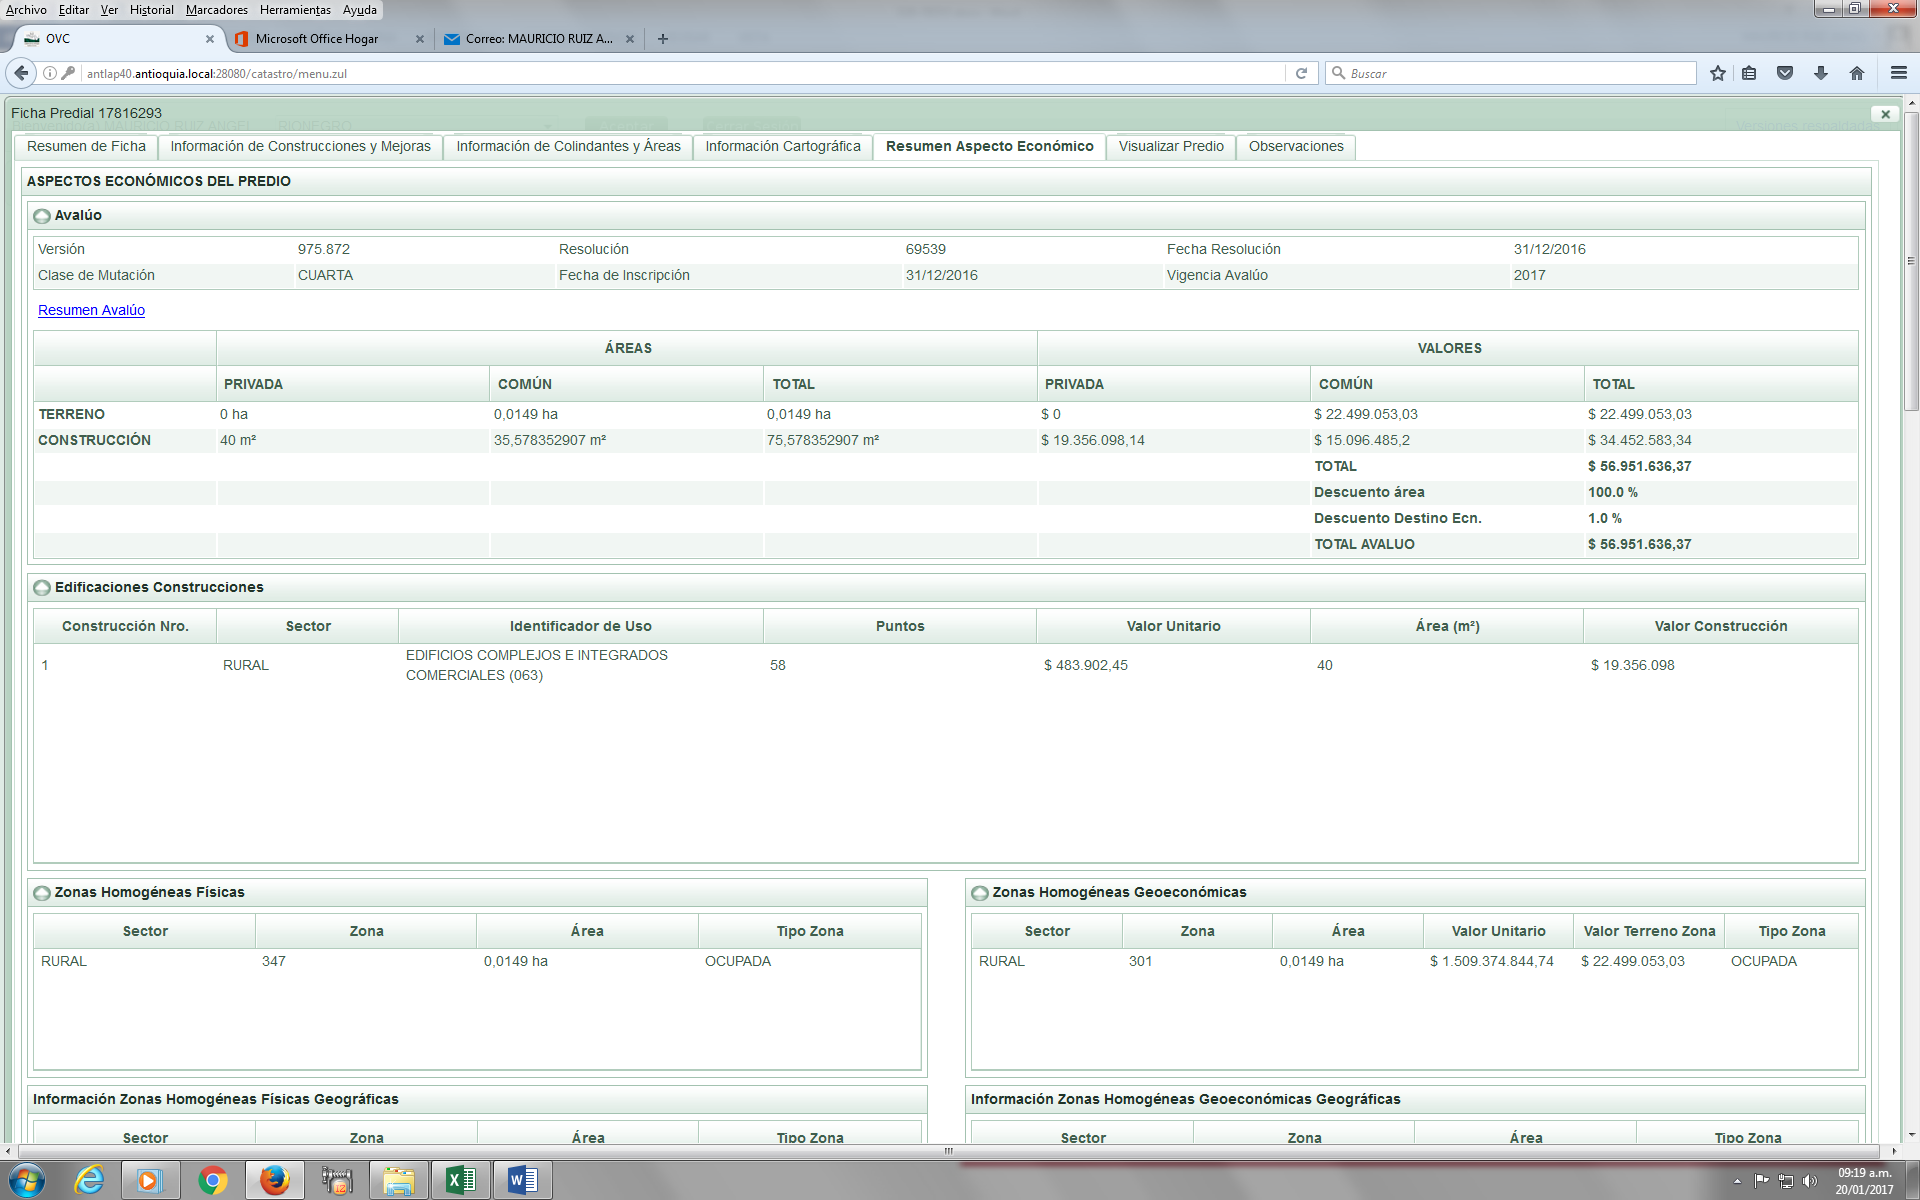 Archivo Editar Ver Historial Marcadores Herramientas Ayuda
OVC
Microsoft Office Hogar
Correo: MAURICIO RUIZ A...
antlap40.antioquia.local:28080/catastro/menu.zul
Buscar
Ficha Predial 17816293
Resumen de Ficha Información de Construcciones y Mejoras Información de Colindantes y Áreas Información Cartográfica Resumen Aspecto Económico Visualizar Predio Observaciones
ASPECTOS ECONÓMICOS DEL PREDIO
Avalúo
Versión 975.872 Resolución 69539 Fecha Resolución 31/12/2016
Clase de Mutación CUARTA Fecha de Inscripción 31/12/2016 Vigencia Avalúo 2017
Resumen Avalúo
ÁREAS VALORES
PRIVADA COMÚN TOTAL PRIVADA COMÚN TOTAL
TERRENO 0 ha 0,0149 ha 0,0149 ha $ 0 $ 22.499.053,03 $ 22.499.053,03
CONSTRUCCIÓN 40 m² 35,578352907 m² 75,578352907 m² $ 19.356.098,14 $ 15.096.485,2 $ 34.452.583,34
TOTAL $ 56.951.636,37
Descuento área 100.0 %
Descuento Destino Ecn. 1.0 %
TOTAL AVALUO $ 56.951.636,37
Edificaciones Construcciones
Construcción Nro. Sector Identificador de Uso Puntos Valor Unitario Área (m²) Valor Construcción
1 RURAL EDIFICIOS COMPLEJOS E INTEGRADOS COMERCIALES (063) 58 $ 483.902,45 40 $ 19.356.098
Zonas Homogéneas Físicas
Sector Zona Área Tipo Zona
RURAL 347 0,0149 ha OCUPADA
Zonas Homogéneas Geoeconómicas
Sector Zona Área Valor Unitario Valor Terreno Zona Tipo Zona
RURAL 301 0,0149 ha $ 1.509.374.844,74 $ 22.499.053,03 OCUPADA
Información Zonas Homogéneas Físicas Geográficas
Sector Zona Área Tipo Zona
Información Zonas Homogéneas Geoeconómicas Geográficas
Sector Zona Área Tipo Zona
09:19 a.m.
20/01/2017